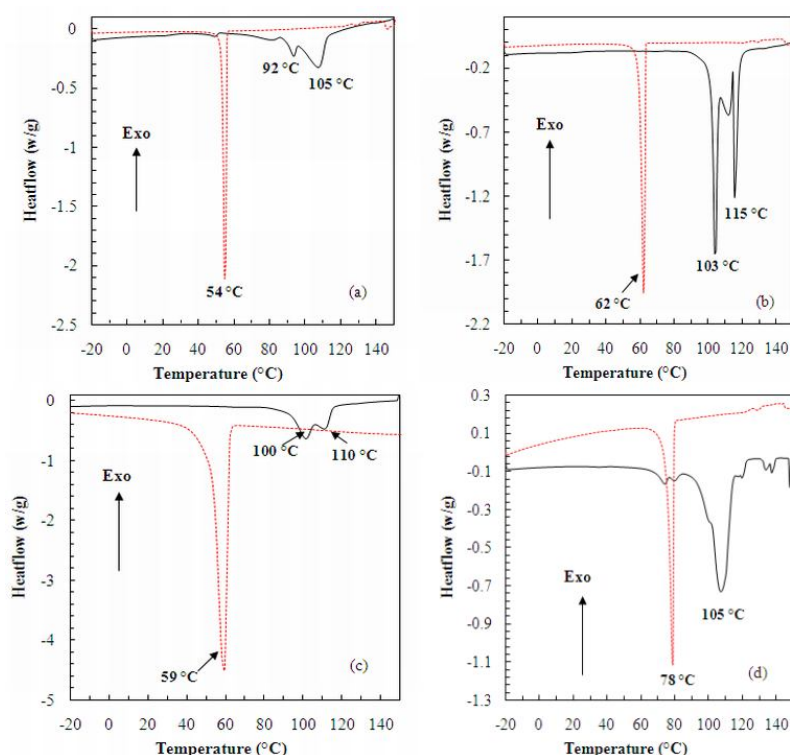 0
-0.5
-1
-1.5
-2
-2.5
Heatflow (w/g)
Exo
92 °C
105 °C
54 °C
(a)
-20 0 20 40 60 80 100 120 140
Temperature (°C)
-0.2
-0.7
-1.2
-1.7
-2.2
Heatflow (w/g)
Exo
115 °C
103 °C
62 °C
(b)
-20 0 20 40 60 80 100 120 140
Temperature (°C)
0
-1
-2
-3
-4
-5
Heatflow (w/g)
100 °C
110 °C
Exo
59 °C
(c)
-20 0 20 40 60 80 100 120 140
Temperature (°C)
0.3
0.1
-0.1
-0.3
-0.5
-0.7
-0.9
-1.1
-1.3
Heatflow (w/g)
Exo
105 °C
78 °C
(d)
-20 0 20 40 60 80 100 120 140
Temperature (°C)